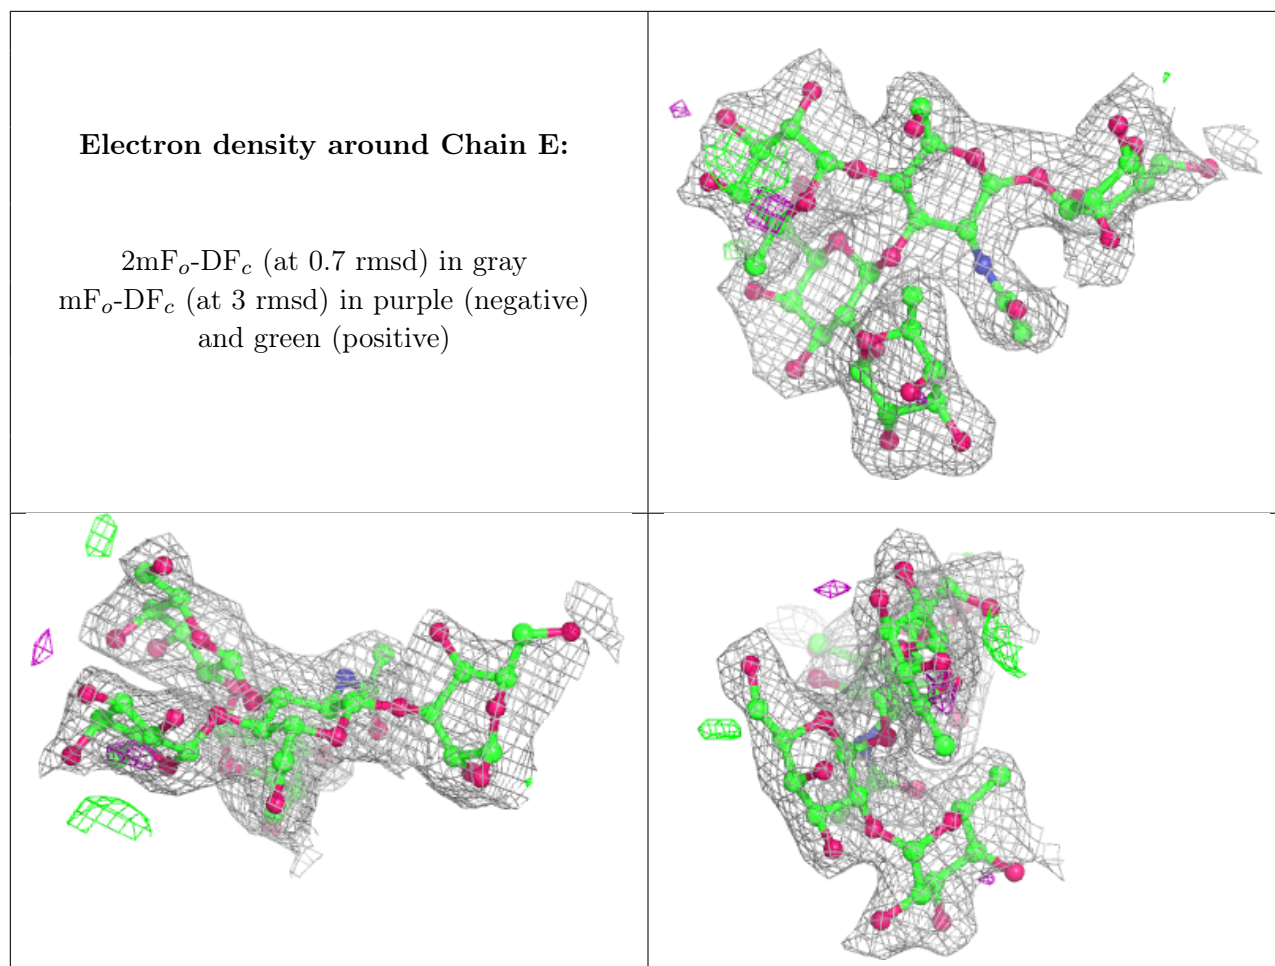 Electron density around Chain E:
2mFo-DFc (at 0.7 rmsd) in gray
mFo-DFc (at 3 rmsd) in purple (negative)
and green (positive)